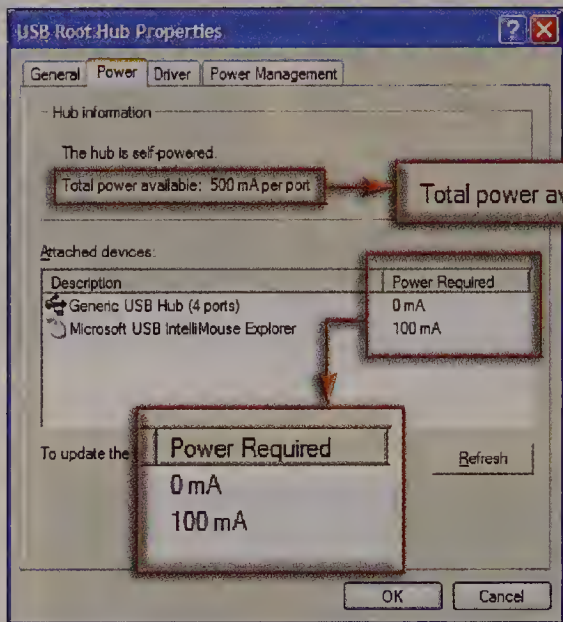 USB Root Hub Properties
General Power Driver Power Management
Hub information
The hub is self-powered.
Total power available: 500 mA per port
Total power av
Attached devices:
Description Power Required
Generic USB Hub (4 ports) 0 mA
Microsoft USB IntelliMouse Explorer 100 mA
To update the
Power Required
0 mA
100 mA
Refresh
OK Cancel